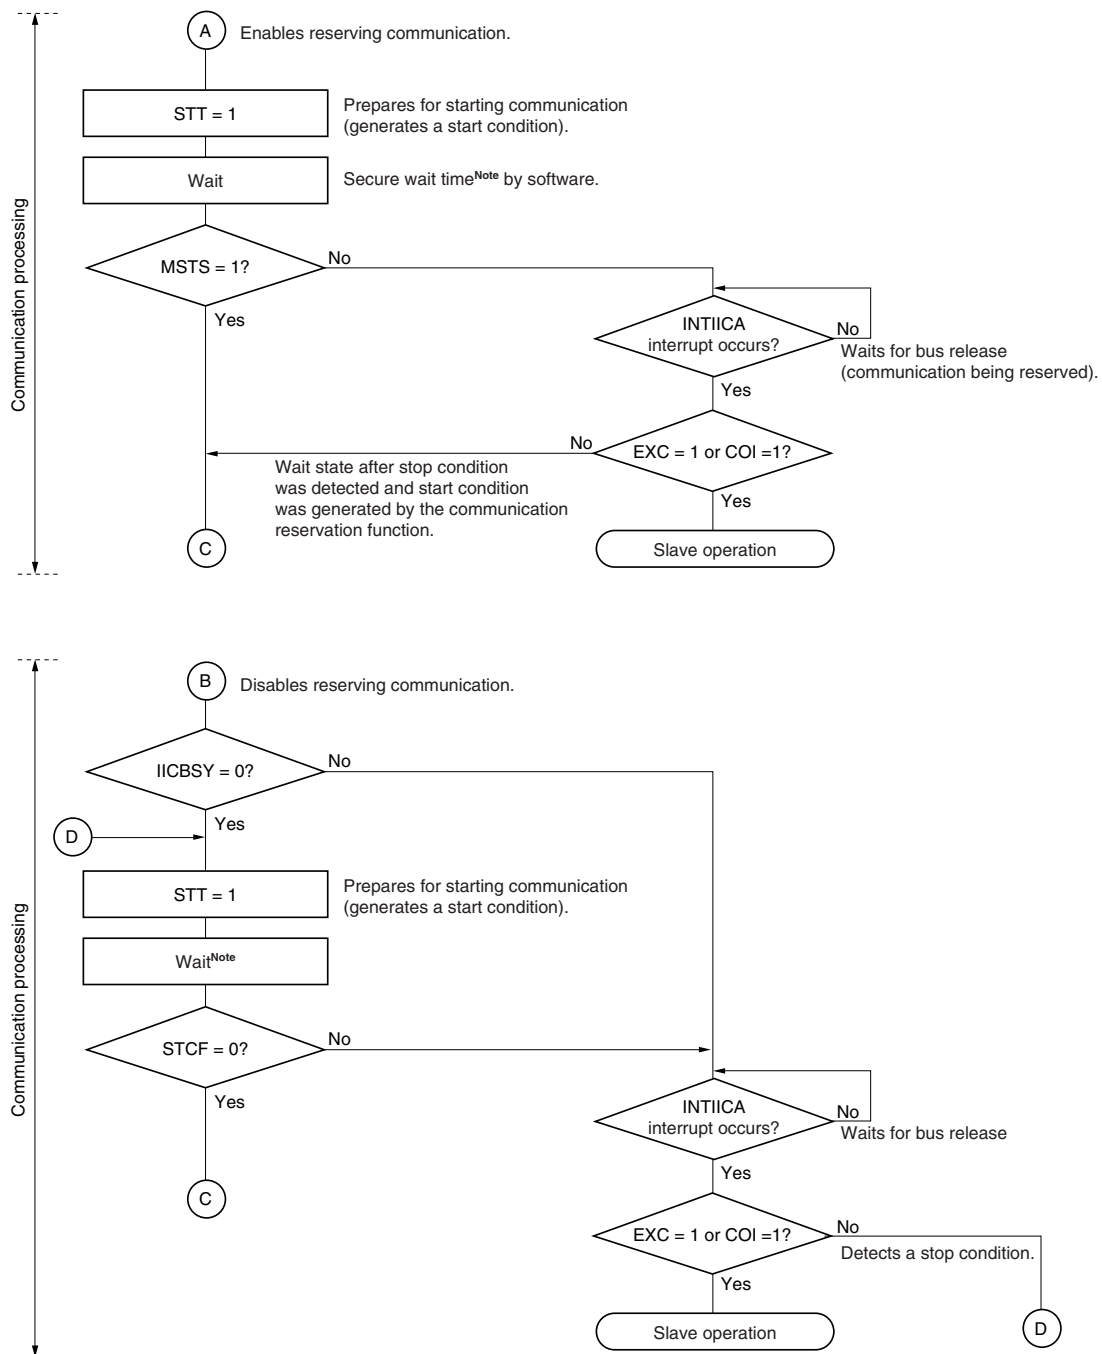 A
Enables reserving communication.
STT = 1
Prepares for starting communication
(generates a start condition).
Wait
Secure wait timeNote by software.
MSTS = 1?
No
Yes
INTIICA
interrupt occurs?
No
Waits for bus release
(communication being reserved).
Yes
EXC = 1 or COI =1?
No
Wait state after stop condition
was detected and start condition
was generated by the communication
reservation function.
Yes
C
Slave operation
Communication processing
B
Disables reserving communication.
IICBSY = 0?
No
Yes
D
STT = 1
Prepares for starting communication
(generates a start condition).
WaitNote
STCF = 0?
No
Yes
INTIICA
interrupt occurs?
No
Waits for bus release
Yes
C
EXC = 1 or COI =1?
No
Detects a stop condition.
Yes
Slave operation
D
Communication processing